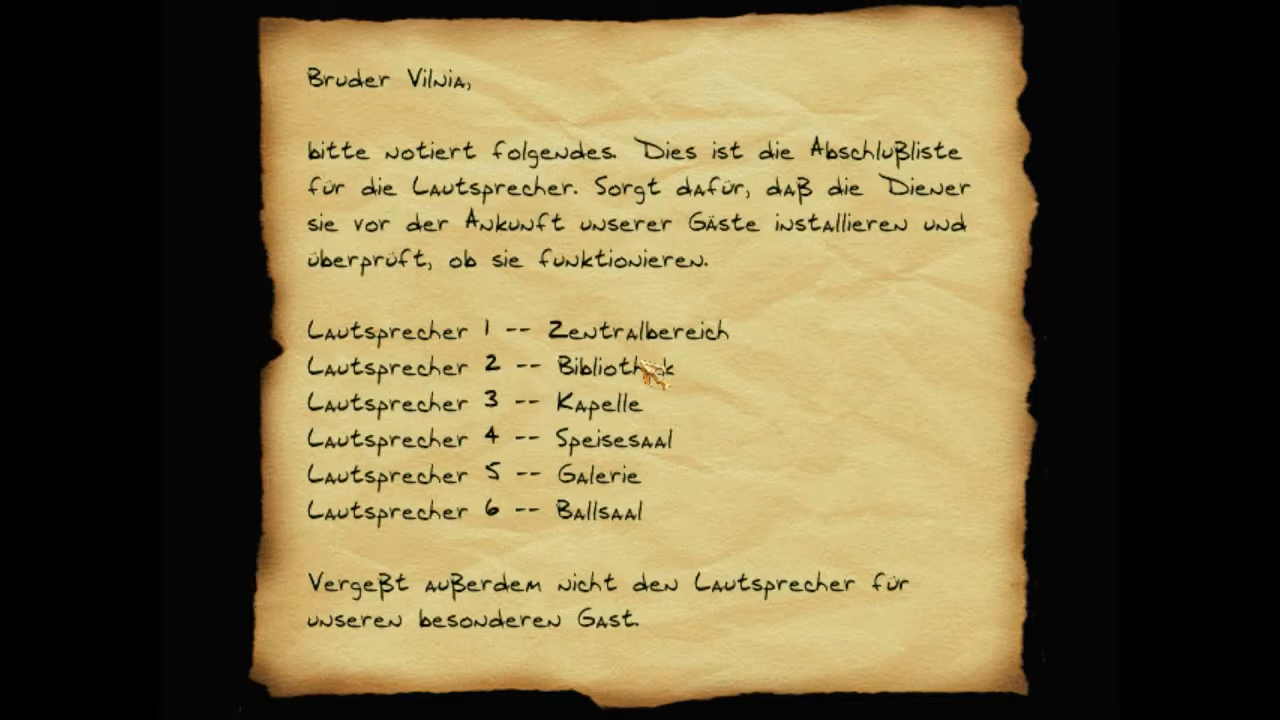 Bruder Vilnia,
bitte notiert folgendes. Dies ist die Abschlußliste
für die Lautsprecher. Sorgt dafür, daß die Diener
sie vor der Ankunft unserer Gäste installieren und
überprüft, ob sie funktionieren.
Lautsprecher 1 -- Zentralbereich
Lautsprecher 2 -- Bibliothek
Lautsprecher 3 -- Kapelle
Lautsprecher 4 -- Speisesaal
Lautsprecher 5 -- Galerie
Lautsprecher 6 -- Ballsaal
Vergeßt außerdem nicht den Lautsprecher für
unseren besonderen Gast.